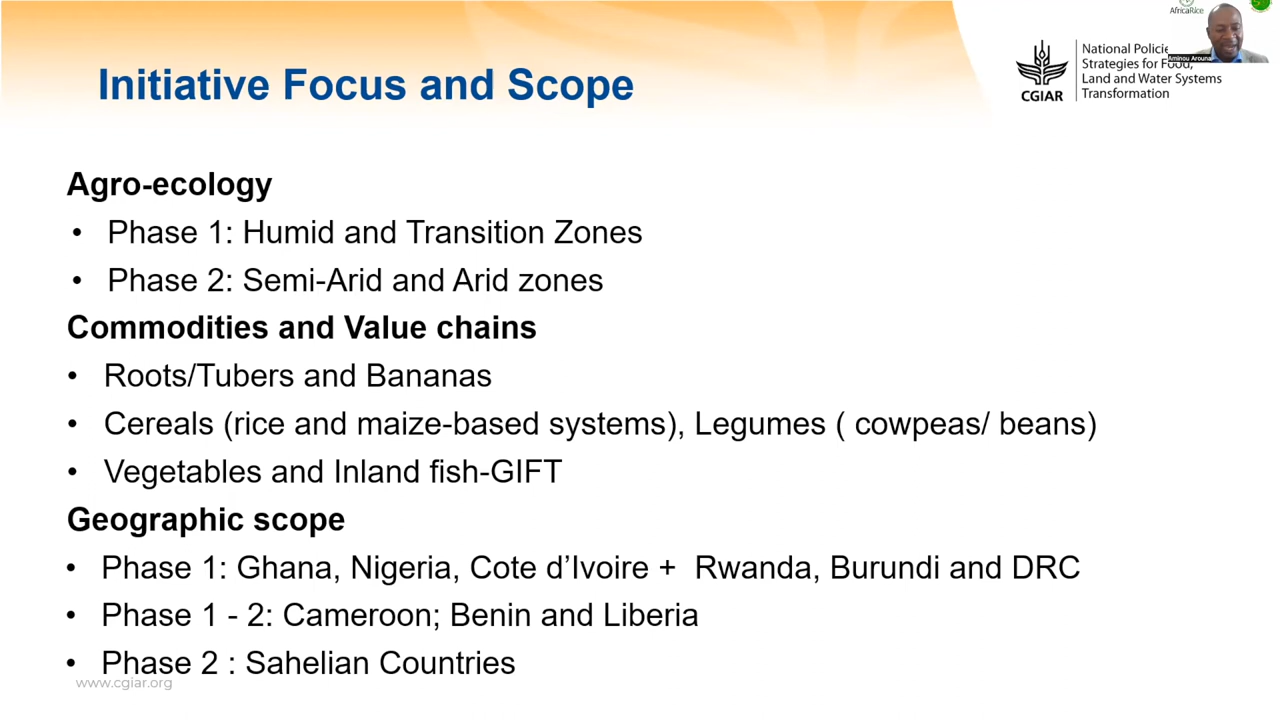 AfricaRice
Initiative Focus and Scope
CGIAR
National Policie
Strategies for Food,
Land and Water Systems
Transformation
Aminou Arouna
Agro-ecology
• Phase 1: Humid and Transition Zones
• Phase 2: Semi-Arid and Arid zones
Commodities and Value chains
• Roots/Tubers and Bananas
• Cereals (rice and maize-based systems), Legumes ( cowpeas/ beans)
• Vegetables and Inland fish-GIFT
Geographic scope
• Phase 1: Ghana, Nigeria, Cote d’Ivoire + Rwanda, Burundi and DRC
• Phase 1 - 2: Cameroon; Benin and Liberia
• Phase 2 : Sahelian Countries
www.cgiar.org